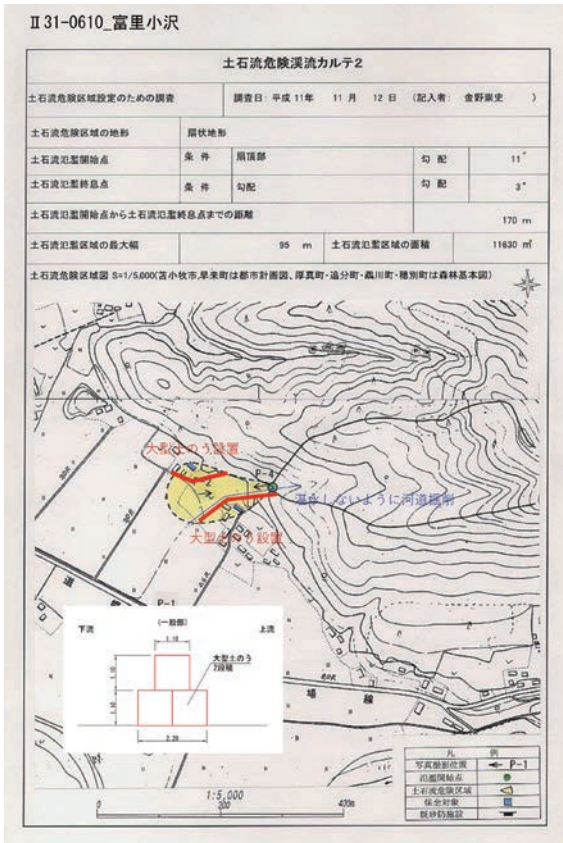 Ⅱ31-0610_富里小沢
土石流危険渓流カルテ2
土石流危険区域設定のための調査 調査日: 平成 11年 11 月 12 日 (記入者: 金野崇史 )
土石流危険区域の地形 扇状地形
土石流氾濫開始点 条 件 扇頂部 勾 配 11°
土石流氾濫終息点 条 件 勾配 勾 配 3°
土石流氾濫開始点から土石流氾濫終息点までの距離 170 m
土石流氾濫区域の最大幅 95 m 土石流氾濫区域の面積 11630 ㎡
土石流危険区域図 S=1/5,000(苫小牧市,早来町は都市計画図、厚真町・追分町・鵡川町・穂別町は森林基本図)
大型土のう設置
P-4
湛水しないように河道掘削
大型土のう設置
道
P-1
下流 (一般部) 上流
1.10
大型土のう
2段積
1.10
1.10
2.20
場
線
凡 例
写真撮影位置 ← P-1
氾濫開始点
土石流危険区域
保全対象
既砂防施設
1:5,000
0 200 400m